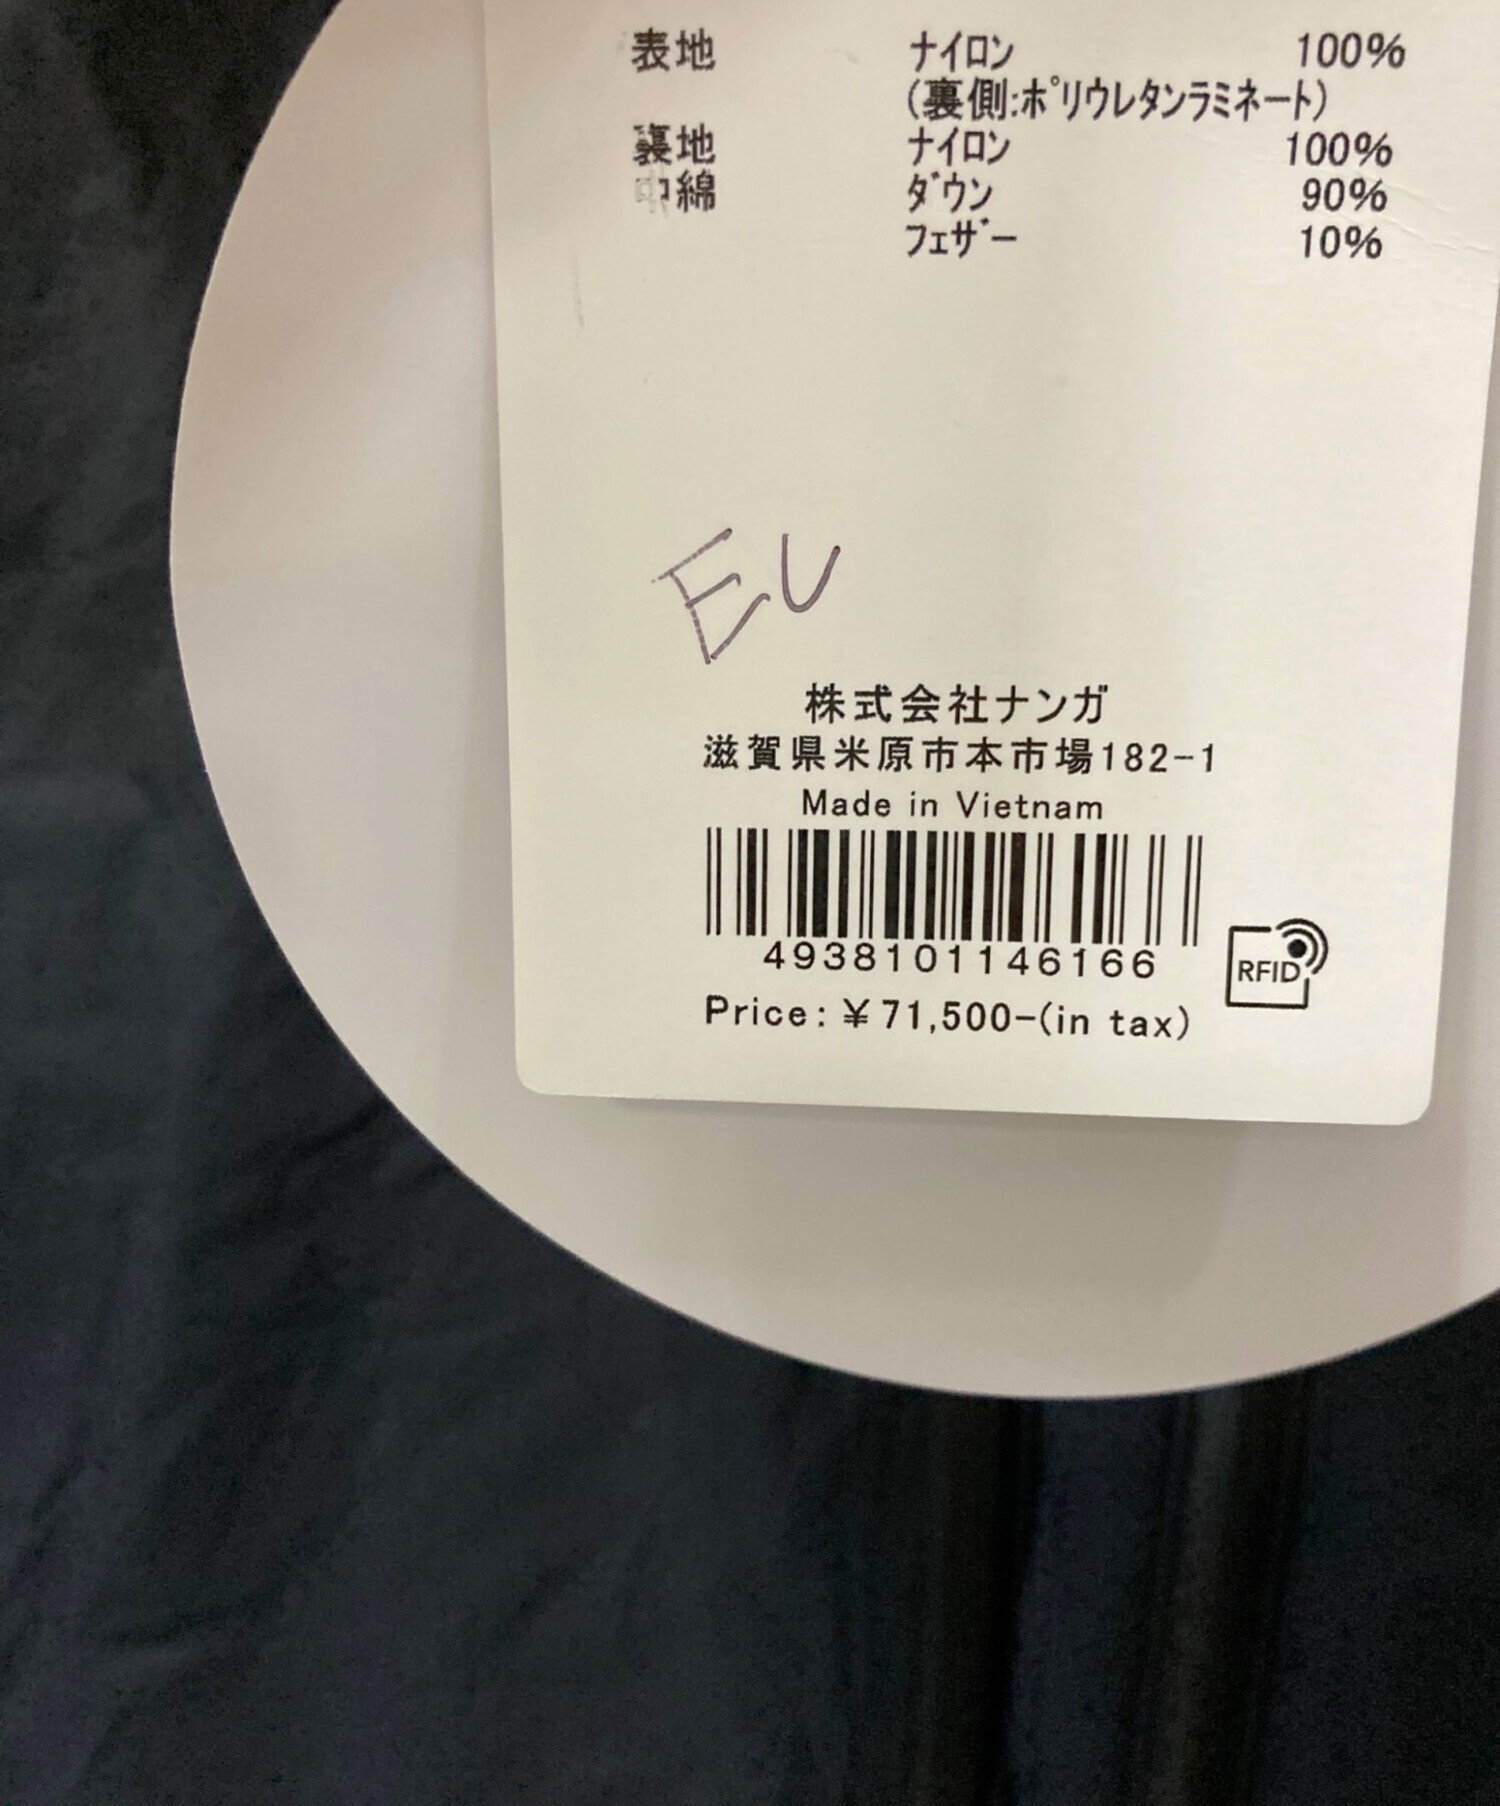 表地 ナイロン 100%
(裏側:ポリウレタンラミネート)
裏地 ナイロン 100%
中綿 ダウン 90%
フェザー 10%
EU
株式会社ナンガ
滋賀県米原市本市場182-1
Made in Vietnam
4938101146166
RFID
Price:¥71,500-(in tax)